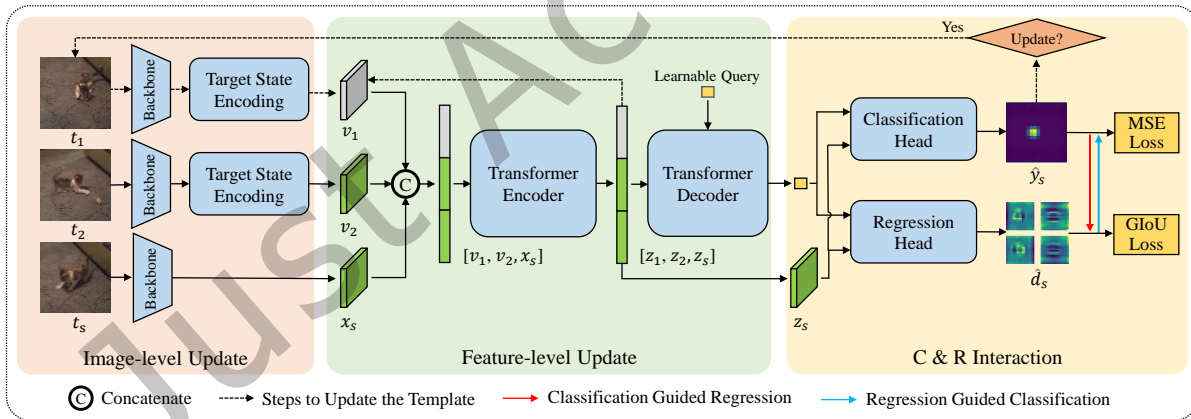 Yes
Update?
Backbone
Target State
Encoding
t₁
v₁
Learnable Query
Classification
Head
MSE
Loss
ŷₛ
Backbone
Target State
Encoding
t₂
v₂
C
Transformer
Encoder
[v₁, v₂, xₛ]
Transformer
Decoder
[z₁, z₂, zₛ]
Regression
Head
GIoU
Loss
d̂ₛ
Backbone
tₛ
xₛ
zₛ
Image-level Update
Feature-level Update
C & R Interaction
C Concatenate
Steps to Update the Template
Classification Guided Regression
Regression Guided Classification
Just Ac